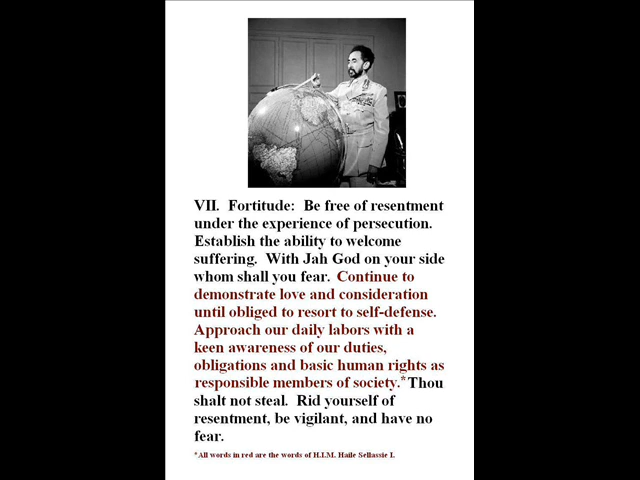 VII.  Fortitude:  Be free of resentment
under the experience of persecution.
Establish the ability to welcome
suffering.  With Jah God on your side
whom shall you fear.  Continue to
demonstrate love and consideration
until obliged to resort to self-defense.
Approach our daily labors with a
keen awareness of our duties,
obligations and basic human rights as
responsible members of society.* Thou
shalt not steal.  Rid yourself of
resentment, be vigilant, and have no
fear.
*All words in red are the words of H.I.M. Haile Sellassie I.